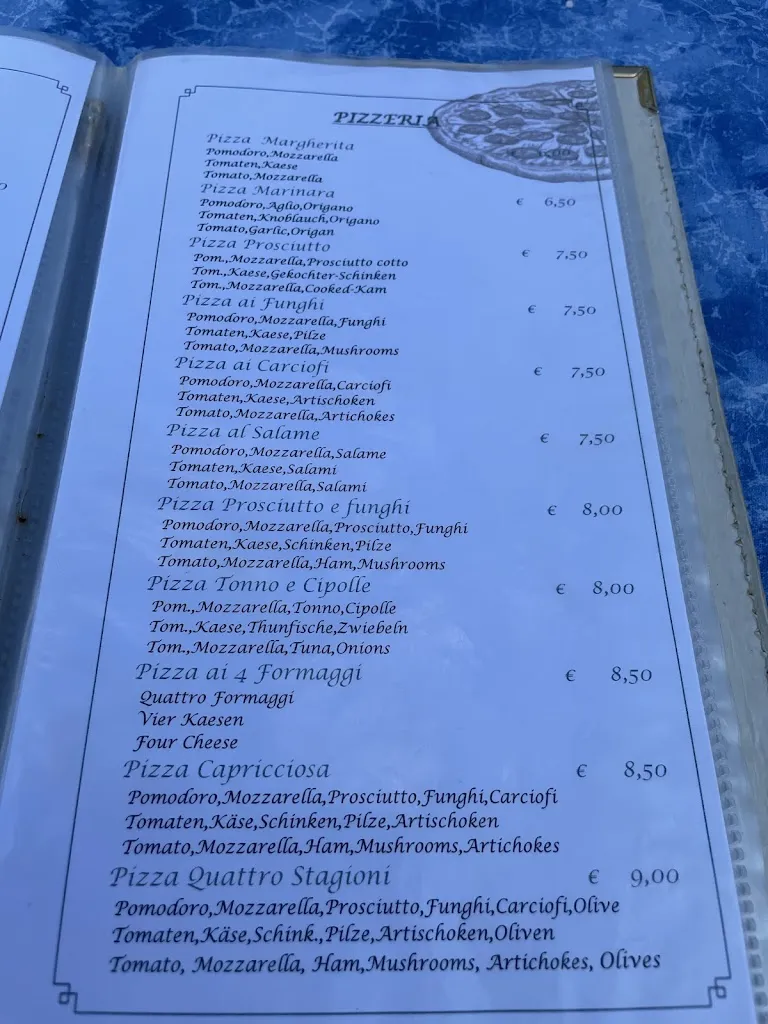 PIZZERIA
Pizza Margherita
Pomodoro,Mozzarella
Tomaten,Kaese
Tomato,Mozzarella
Pizza Marinara € 6,50
Pomodoro,Aglio,Origano
Tomaten,Knoblauch,Origano
Tomato,Garlic,Origan
Pizza Prosciutto € 7,50
Pom.,Mozzarella,Prosciutto cotto
Tom.,Kaese,Gekochter-Schinken
Tom.,Mozzarella,Cooked-Kam
Pizza ai Funghi € 7,50
Pomodoro,Mozzarella,Funghi
Tomaten,Kaese,Pilze
Tomato,Mozzarella,Mushrooms
Pizza ai Carciofi € 7,50
Pomodoro,Mozzarella,Carciofi
Tomaten,Kaese,Artischoken
Tomato,Mozzarella,Artichokes
Pizza al Salame € 7,50
Pomodoro,Mozzarella,Salame
Tomaten,Kaese,Salami
Tomato,Mozzarella,Salami
Pizza Prosciutto e funghi € 8,00
Pomodoro,Mozzarella,Prosciutto,Funghi
Tomaten,Kaese,Schinken,Pilze
Tomato,Mozzarella,Ham,Mushrooms
Pizza Tonno e Cipolle € 8,00
Pom.,Mozzarella,Tonno,Cipolle
Tom.,Kaese,Thunfische,Zwiebeln
Tom.,Mozzarella,Tuna,Onions
Pizza ai 4 Formaggi € 8,50
Quattro Formaggi
Vier Kaesen
Four Cheese
Pizza Capricciosa € 8,50
Pomodoro,Mozzarella,Prosciutto,Funghi,Carciofi
Tomaten,Käse,Schinken,Pilze,Artischoken
Tomato,Mozzarella,Ham,Mushrooms,Artichokes
Pizza Quattro Stagioni € 9,00
Pomodoro,Mozzarella,Prosciutto,Funghi,Carciofi,Olive
Tomaten,Käse,Schink.,Pilze,Artischoken,Oliven
Tomato, Mozzarella, Ham,Mushrooms, Artichokes, Olives